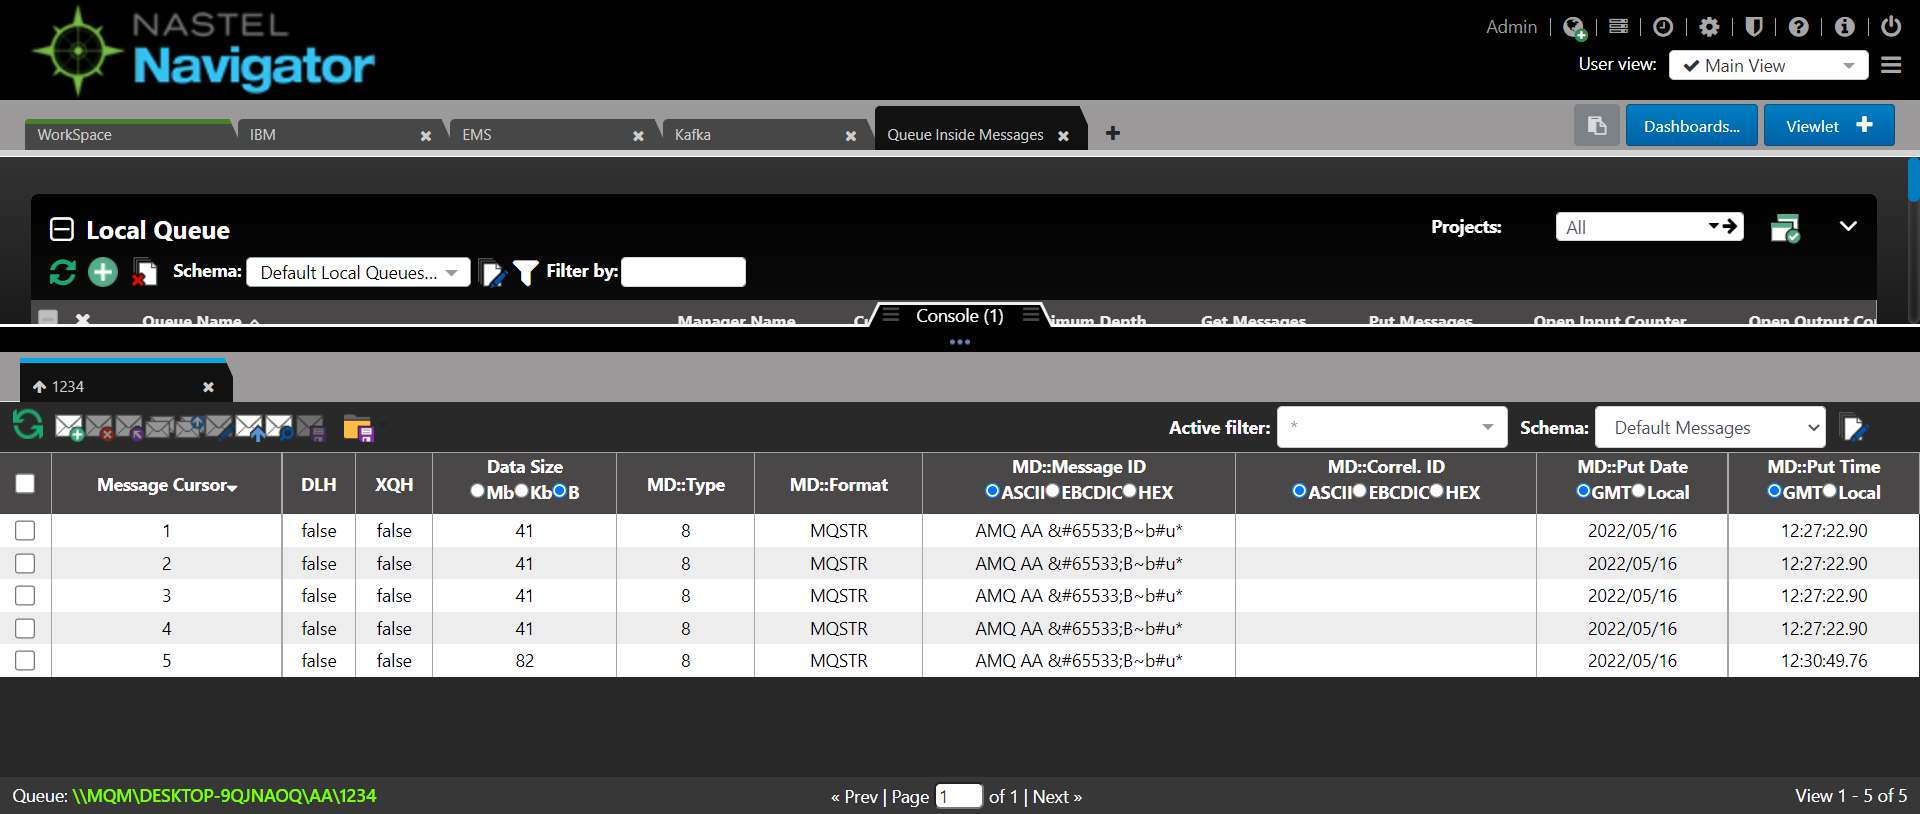 NASTEL
Navigator
Admin
User view: Main View
WorkSpace IBM EMS Kafka Queue Inside Messages
Dashboards... Viewlet
Local Queue
Projects: All
Schema: Default Local Queues... Filter by:
Queue Name Manager Name Put Messages Get Messages Open Input Counter
Console (1)
1234
Active filter: * Schema: Default Messages
Message Cursor DLH XQH Data Size Mb Kb B MD::Type MD::Format MD::Message ID ASCII EBCDIC HEX MD::Correl. ID ASCII EBCDIC HEX MD::Put Date GMT Local MD::Put Time GMT Local
1 false false 41 8 MQSTR AMQ AA &#65533;B~b#u* 2022/05/16 12:27:22.90
2 false false 41 8 MQSTR AMQ AA &#65533;B~b#u* 2022/05/16 12:27:22.90
3 false false 41 8 MQSTR AMQ AA &#65533;B~b#u* 2022/05/16 12:27:22.90
4 false false 41 8 MQSTR AMQ AA &#65533;B~b#u* 2022/05/16 12:27:22.90
5 false false 82 8 MQSTR AMQ AA &#65533;B~b#u* 2022/05/16 12:30:49.76
Queue: \\MQM\DESKTOP-9QJNAOQ\AA\1234
« Prev | Page 1 of 1 | Next »
View 1 - 5 of 5